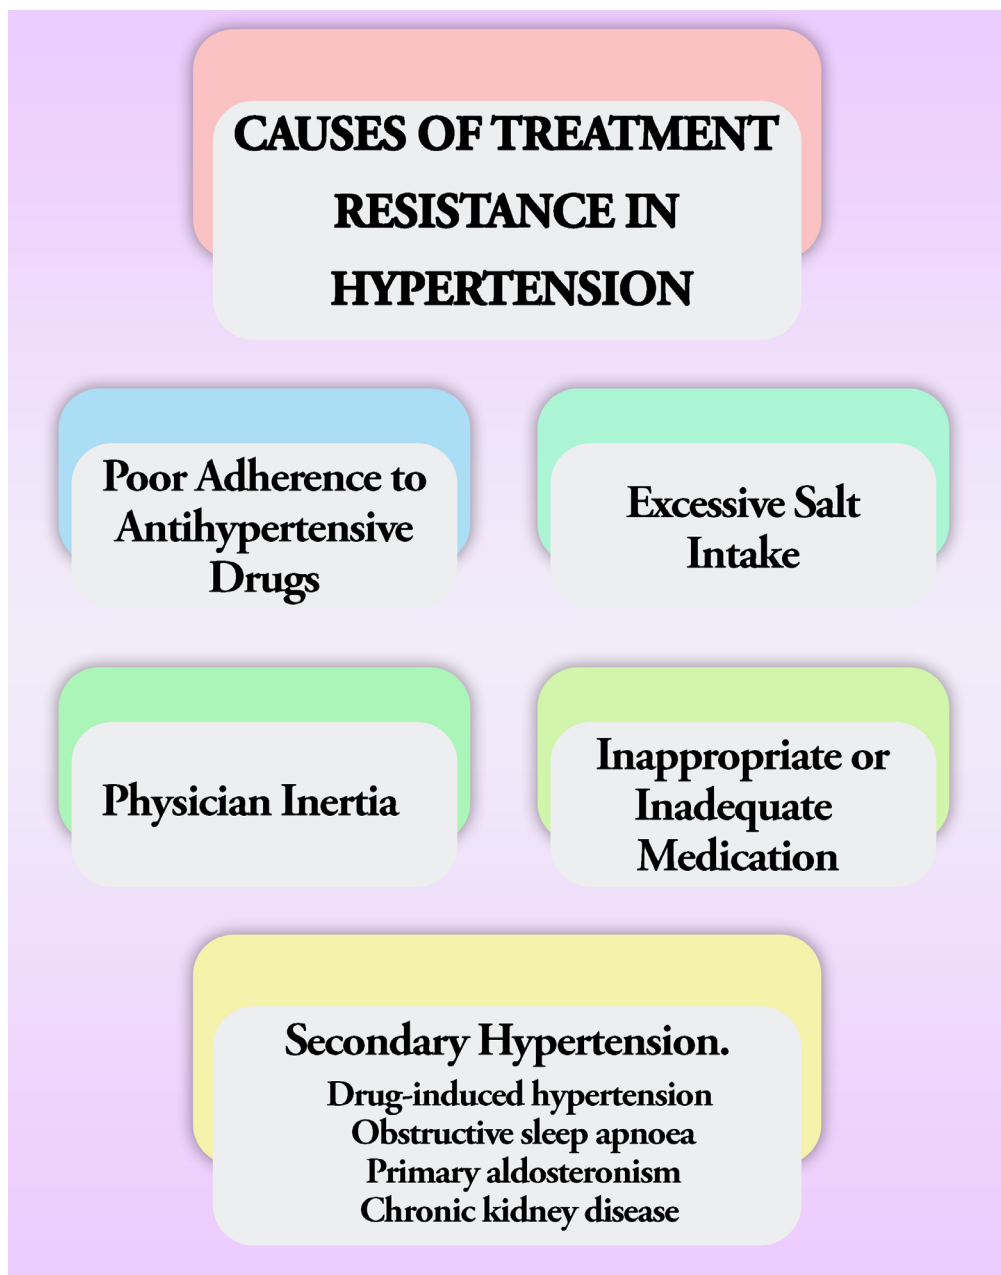 CAUSES OF TREATMENT
RESISTANCE IN
HYPERTENSION
Poor Adherence to
Antihypertensive
Drugs
Excessive Salt
Intake
Physician Inertia
Inappropriate or
Inadequate
Medication
Secondary Hypertension.
Drug-induced hypertension
Obstructive sleep apnoea
Primary aldosteronism
Chronic kidney disease